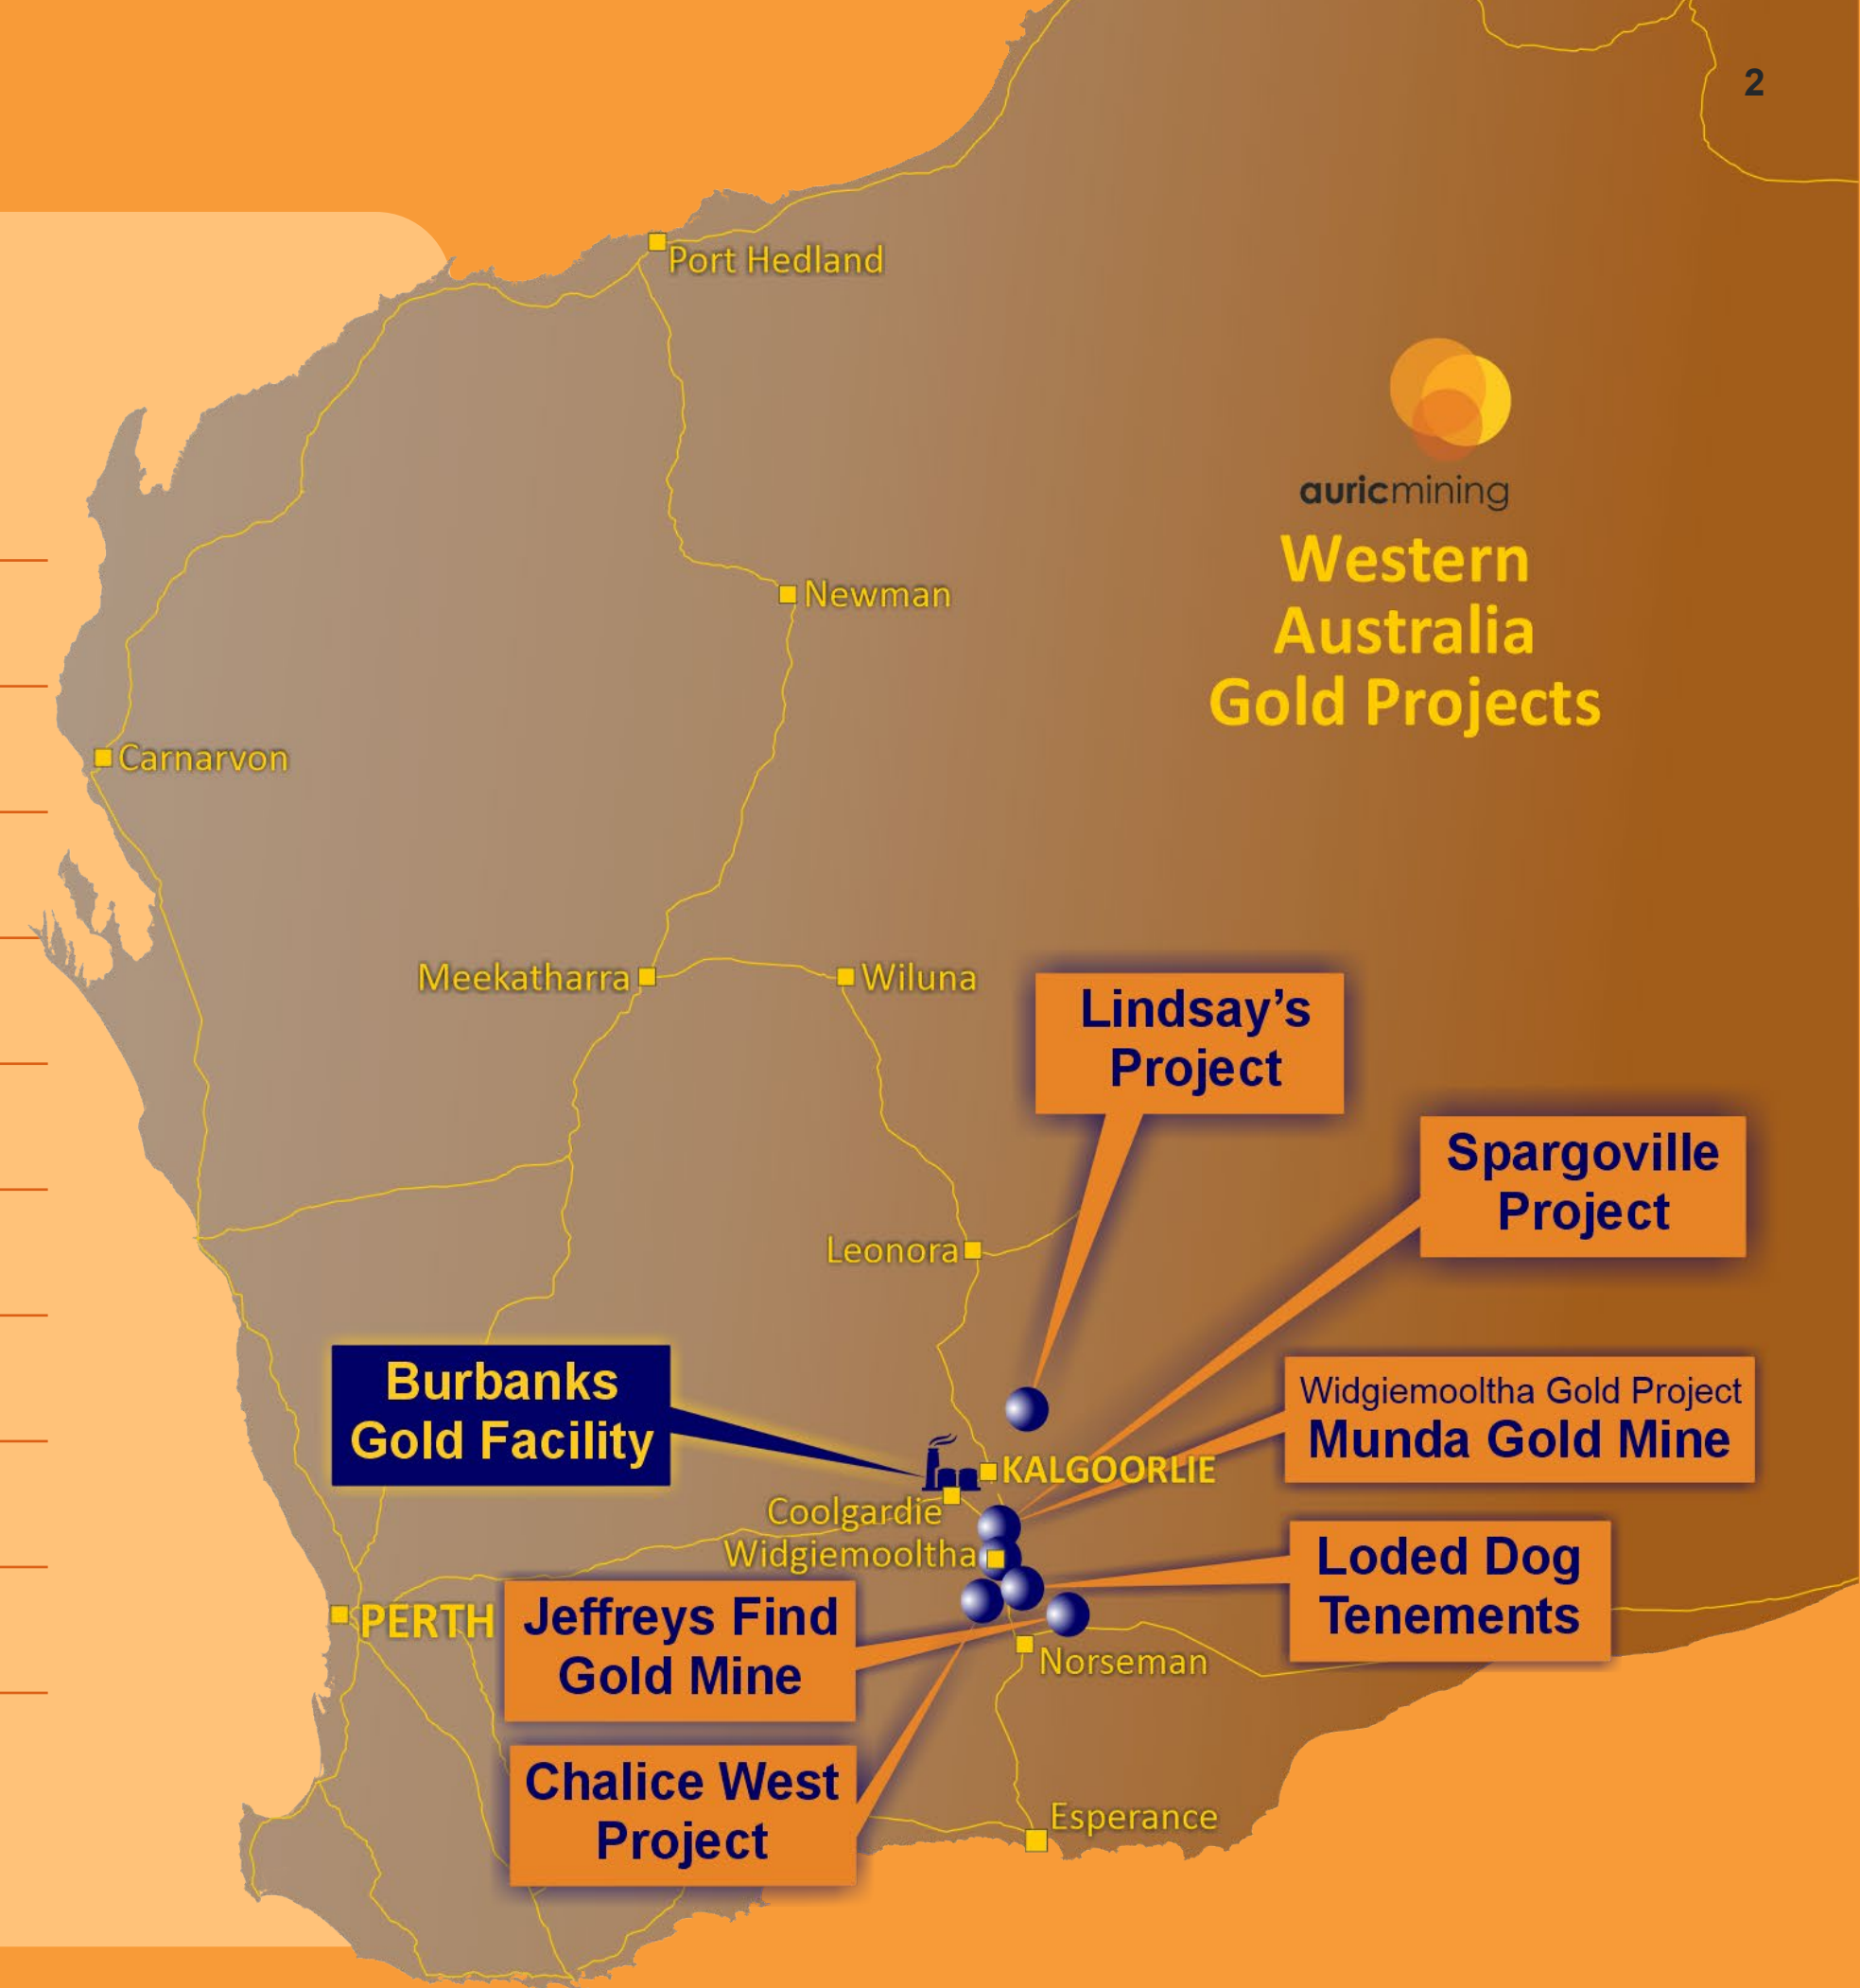 2
Port Hedland
auricmining
Western
Australia
Gold Projects
Newman
Carnarvon
Meekatharra
Wiluna
Lindsay’s
Project
Spargoville
Project
Leonora
Burbanks
Gold Facility
Widgiemooltha Gold Project
Munda Gold Mine
KALGOORLIE
Coolgardie
Widgiemooltha
Loded Dog
Tenements
PERTH
Jeffreys Find
Gold Mine
Norseman
Chalice West
Project
Esperance